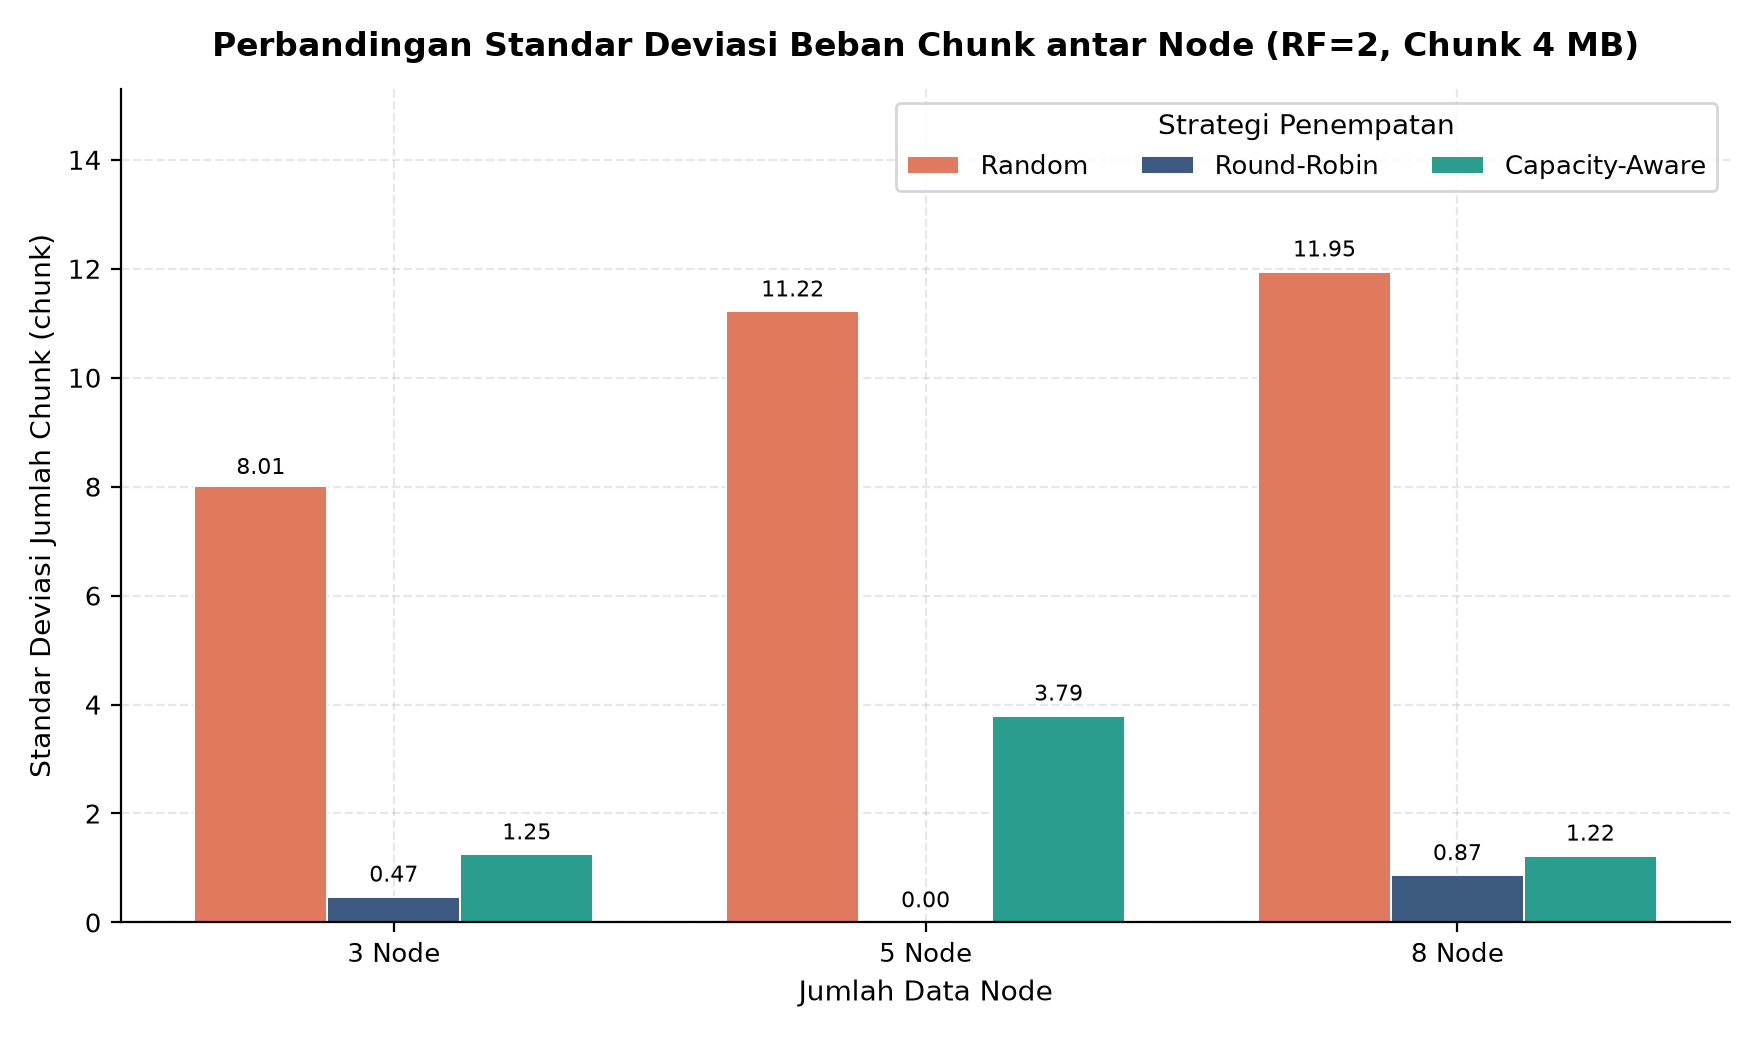 Perbandingan Standar Deviasi Beban Chunk antar Node (RF=2, Chunk 4 MB)
Strategi Penempatan
Random Round-Robin Capacity-Aware
Standar Deviasi Jumlah Chunk (chunk)
14
12
10
8
6
4
2
0
8.01
0.47
1.25
11.22
0.00
3.79
11.95
0.87
1.22
3 Node 5 Node 8 Node
Jumlah Data Node